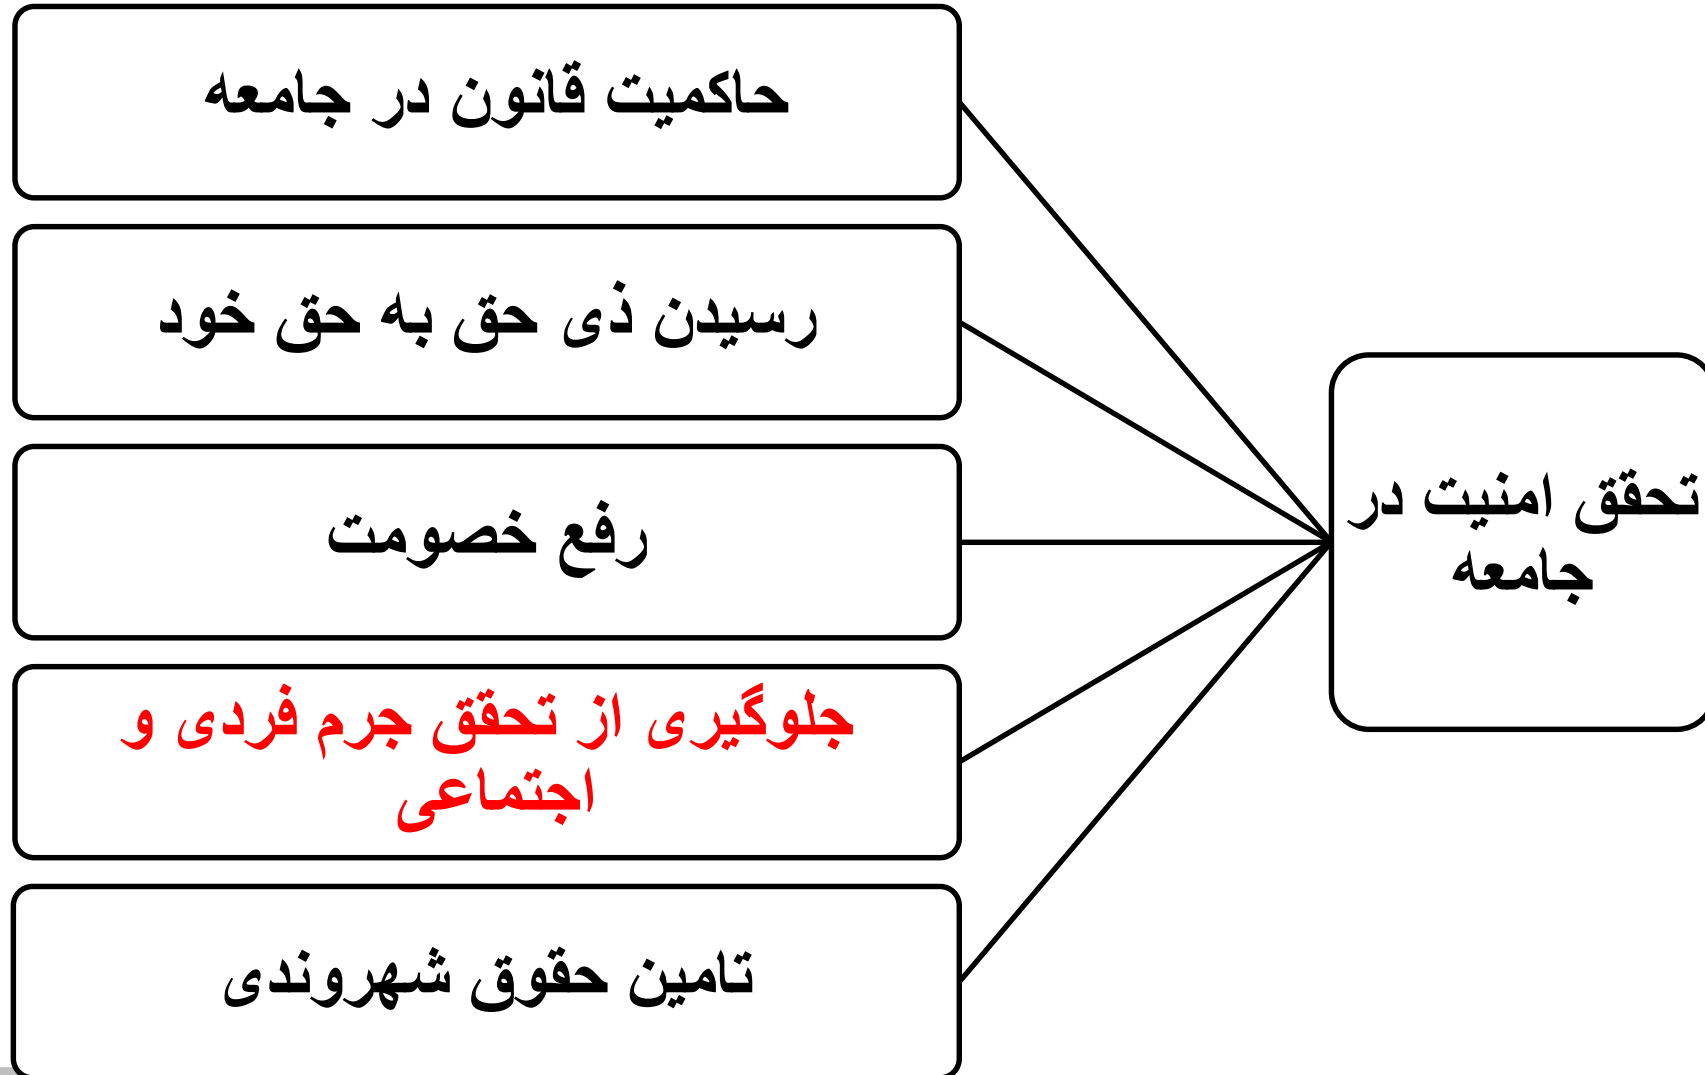 تحقق امنیت در
جامعه
حاکمیت قانون در جامعه
رسیدن ذی حق به حق خود
رفع خصومت
جلوگیری از تحقق جرم فردی و
اجتماعی
تامین حقوق شهروندی